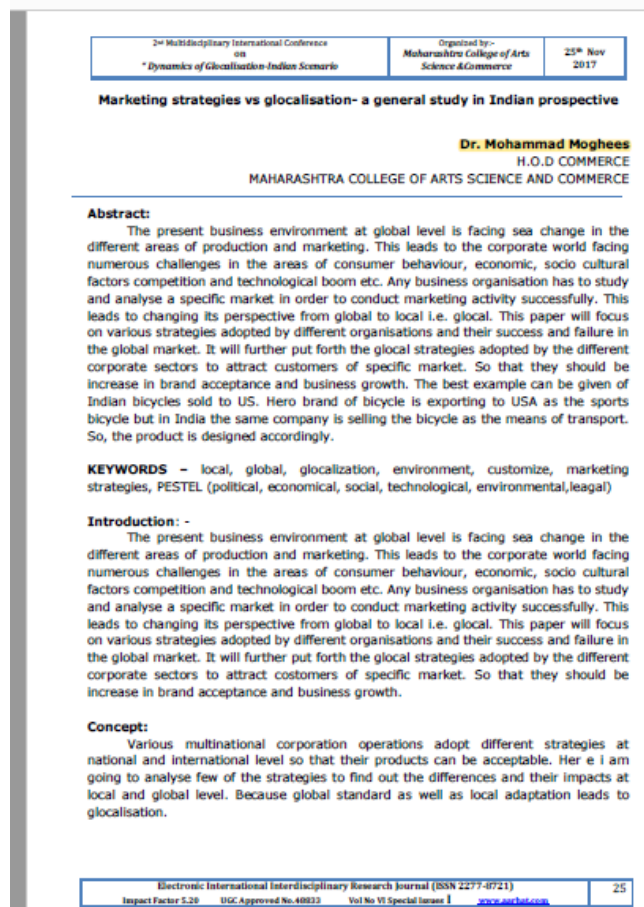 2nd Multidisciplinary International Conference
on
" Dynamics of Glocalisation-Indian Scenario
Organized by:-
Maharashtra College of Arts
Science &Commerce
25th Nov
2017
Marketing strategies vs glocalisation- a general study in Indian prospective
Dr. Mohammad Moghees
H.O.D COMMERCE
MAHARASHTRA COLLEGE OF ARTS SCIENCE AND COMMERCE
Abstract:
The present business environment at global level is facing sea change in the
different areas of production and marketing. This leads to the corporate world facing
numerous challenges in the areas of consumer behaviour, economic, socio cultural
factors competition and technological boom etc. Any business organisation has to study
and analyse a specific market in order to conduct marketing activity successfully. This
leads to changing its perspective from global to local i.e. glocal. This paper will focus
on various strategies adopted by different organisations and their success and failure in
the global market. It will further put forth the glocal strategies adopted by the different
corporate sectors to attract customers of specific market. So that they should be
increase in brand acceptance and business growth. The best example can be given of
Indian bicycles sold to US. Hero brand of bicycle is exporting to USA as the sports
bicycle but in India the same company is selling the bicycle as the means of transport.
So, the product is designed accordingly.
KEYWORDS – local, global, glocalization, environment, customize, marketing
strategies, PESTEL (political, economical, social, technological, environmental,leagal)
Introduction: -
The present business environment at global level is facing sea change in the
different areas of production and marketing. This leads to the corporate world facing
numerous challenges in the areas of consumer behaviour, economic, socio cultural
factors competition and technological boom etc. Any business organisation has to study
and analyse a specific market in order to conduct marketing activity successfully. This
leads to changing its perspective from global to local i.e. glocal. This paper will focus
on various strategies adopted by different organisations and their success and failure in
the global market. It will further put forth the glocal strategies adopted by the different
corporate sectors to attract costomers of specific market. So that they should be
increase in brand acceptance and business growth.
Concept:
Various multinational corporation operations adopt different strategies at
national and international level so that their products can be acceptable. Her e i am
going to analyse few of the strategies to find out the differences and their impacts at
local and global level. Because global standard as well as local adaptation leads to
glocalisation.
Electronic International Interdisciplinary Research Journal (ISSN 2277-8721)
Impact Factor 5.20 UGC Approved No.48833 Vol No VI Special Issues I www.aarhat.com
25